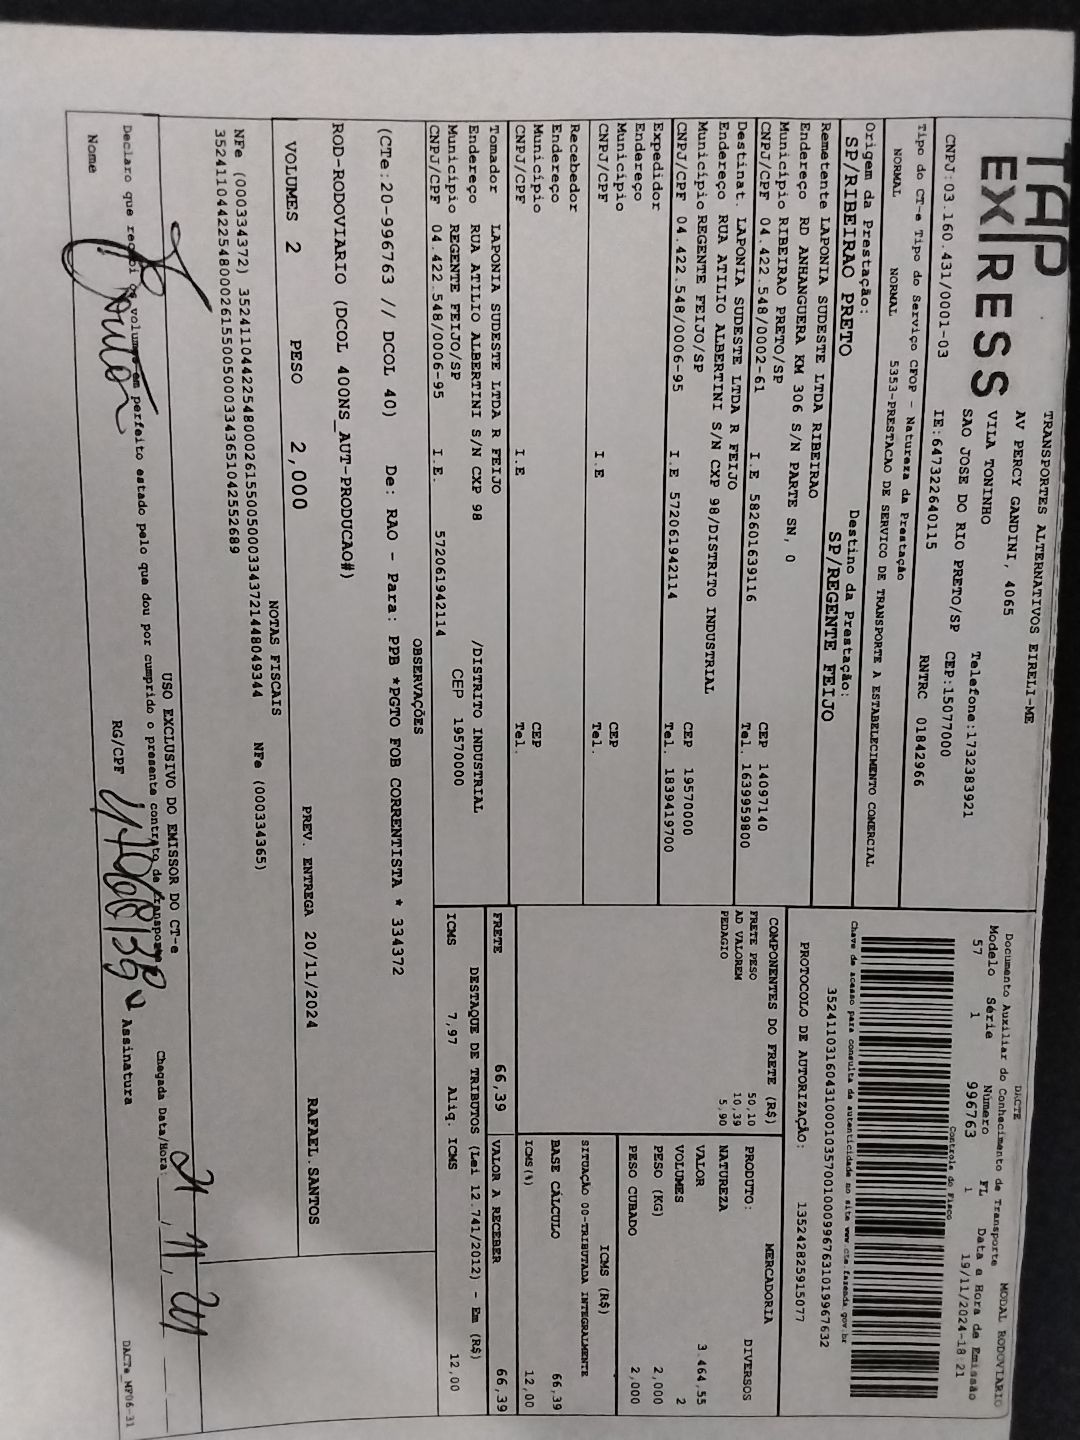 TAP
EXPRESS
TRANSPORTES ALTERNATIVOS EIRELI-ME
AV PERCY GANDINI, 4065
VILA TONINHO
SAO JOSE DO RIO PRETO/SP
Telefone:1732383921
CEP:15077000
CNPJ:03.160.431/0001-03
IE:647322640115
RNTRC 01842966
Tipo do CT-e Tipo do Serviço CFOP - Natureza da Prestação
NORMAL NORMAL 5353-PRESTACAO DE SERVICO DE TRANSPORTE A ESTABELECIMENTO COMERCIAL
Origem da Prestação: Destino da Prestação:
SP/RIBEIRAO PRETO SP/REGENTE FEIJO
Remetente LAPONIA SUDESTE LTDA RIBEIRAO
Endereço RD ANHANGUERA KM 306 S/N PARTE SN, 0
Município RIBEIRAO PRETO/SP CEP 14097140
CNPJ/CPF 04.422.548/0002-61 I.E 582601639116 Tel. 1639959800
Destinat. LAPONIA SUDESTE LTDA R FEIJO
Endereço RUA ATILIO ALBERTINI S/N CXP 98/DISTRITO INDUSTRIAL
Município REGENTE FEIJO/SP CEP 19570000
CNPJ/CPF 04.422.548/0006-95 I.E 572061942114 Tel. 1839419700
Expedidor
Endereço
Município CEP
CNPJ/CPF I.E Tel.
Recebedor
Endereço
Município CEP
CNPJ/CPF I.E Tel.
Tomador LAPONIA SUDESTE LTDA R FEIJO
Endereço RUA ATILIO ALBERTINI S/N CXP 98 /DISTRITO INDUSTRIAL
Município REGENTE FEIJO/SP CEP 19570000
CNPJ/CPF 04.422.548/0006-95 I.E. 572061942114
DACTE MODAL RODOVIARIO
Documento Auxiliar do Conhecimento de Transporte
Modelo Série Número FL Data e Hora de Emissão
57 1 996763 1 19/11/2024-18:21
Controle do Fisco
Chave de acesso para consulta de autenticidade no site www.cte.fazenda.gov.br
35241103160431000103570010009967631019967632
PROTOCOLO DE AUTORIZAÇÃO: 135242825915077
COMPONENTES DO FRETE (R$)
FRETE PESO 50,10
AD VALOREM 10,39
PEDAGIO 5,90
MERCADORIA
PRODUTO: DIVERSOS
NATUREZA
VALOR 3.464,55
VOLUMES 2
PESO (KG) 2,000
PESO CUBADO 2,000
ICMS (R$)
SITUAÇÃO 00-TRIBUTADA INTEGRALMENTE
BASE CÁLCULO 66,39
ICMS(%) 12,00
FRETE 66,39 VALOR A RECEBER 66,39
DESTAQUE DE TRIBUTOS (Lei 12.741/2012) - Em (R$)
ICMS 7,97 Aliq. ICMS 12,00
OBSERVAÇÕES
(CTe:20-996763 // DCOL 40) De: RAO - Para: PPB *PGTO FOB CORRENTISTA * 334372
ROD-RODOVIARIO (DCOL 400NS_AUT-PRODUCAO#)
VOLUMES 2 PESO 2,000 PREV. ENTREGA 20/11/2024 RAFAEL.SANTOS
NOTAS FISCAIS
NFe (000334372) 35241104422548000261550050003343721448049344 NFe (000334365)
35241104422548000261550050003343651042552689
USO EXCLUSIVO DO EMISSOR DO CT-e
Declaro que recebi os volumes em perfeito estado pelo que dou por cumprido o presente contrato de transporte
Chegada Data/Hora: 21, 11, 24
Nome RG/CPF Assinatura
DACTe_MP06-31